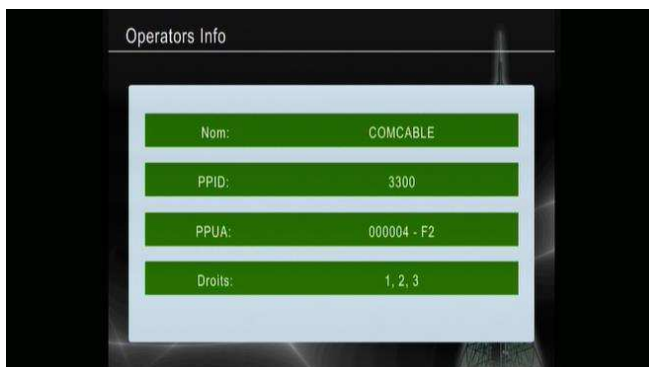 Operators Info
Nom: COMCABLE
PPID: 3300
PPUA: 000004 - F2
Droits: 1, 2, 3